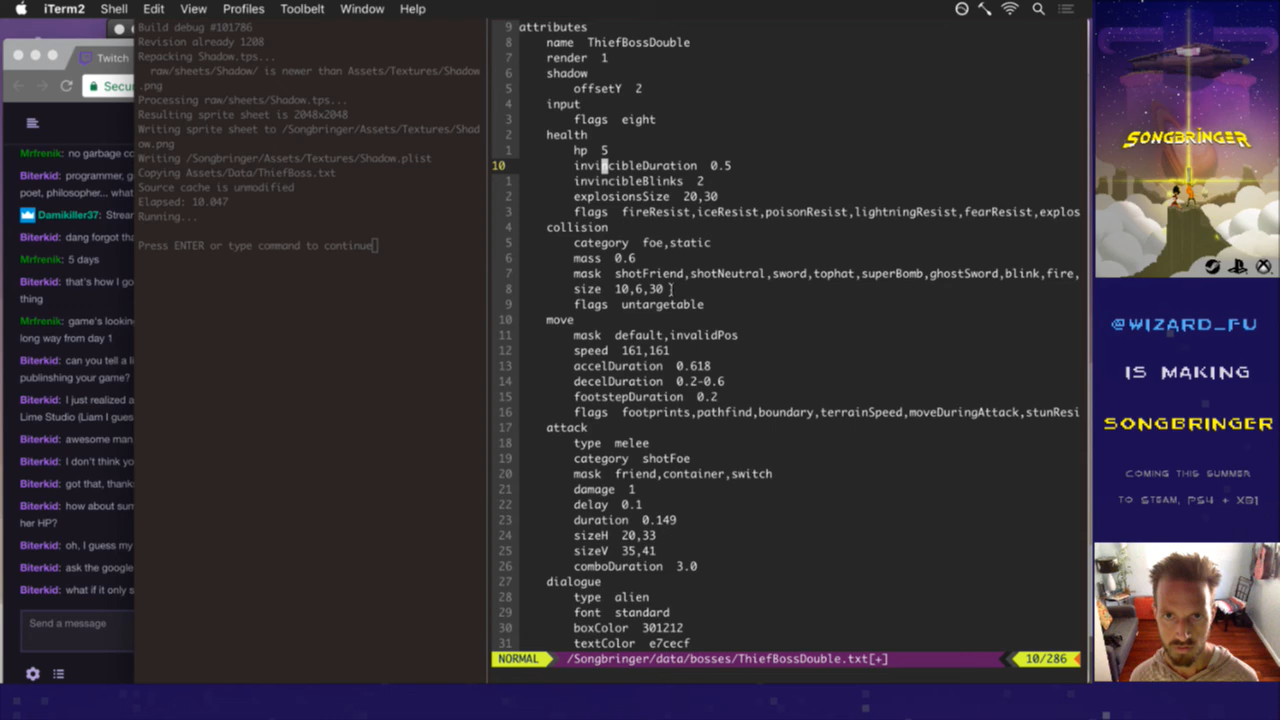 iTerm2 Shell Edit View Profiles Toolbelt Window Help
Twitch
Secu
Mrfrenik: no garbage co
Biterkid: programmer, g
poet, philosopher... what
Damikiller37: Strean
Biterkid: dang forgot tha
Mrfrenik: 5 days
Biterkid: that's how I go
thing
Mrfrenik: game's lookin
long way from day 1
Biterkid: can you tell a li
publinshing your game?
Biterkid: I just realized a
Lime Studio (Liam I gues
Biterkid: awesome man
Biterkid: I don't think yo
Biterkid: got that, thank
Biterkid: how about sum
her HP?
Biterkid: oh, I guess my
Biterkid: ask the google
Biterkid: what if it only s
Send a message
Build debug #101786
Revision already 1208
Repacking Shadow.tps...
raw/sheets/Shadow/ is newer than Assets/Textures/Shadow
.png
Processing raw/sheets/Shadow.tps...
Resulting sprite sheet is 2048x2048
Writing sprite sheet to /Songbringer/Assets/Textures/Shad
ow.png
Writing /Songbringer/Assets/Textures/Shadow.plist
Copying Assets/Data/ThiefBoss.txt
Source cache is unmodified
Elapsed: 10.047
Running...
Press ENTER or type command to continue
9 attributes
8 name ThiefBossDouble
7 render 1
6 shadow
5 offsetY 2
4 input
3 flags eight
2 health
1 hp 5
10 invincibleDuration 0.5
1 invincibleBlinks 2
2 explosionsSize 20,30
3 flags fireResist,iceResist,poisonResist,lightningResist,fearResist,explos
4 collision
5 category foe,static
6 mass 0.6
7 mask shotFriend,shotNeutral,sword,tophat,superBomb,ghostSword,blink,fire,
8 size 10,6,30
9 flags untargetable
10 move
11 mask default,invalidPos
12 speed 161,161
13 accelDuration 0.618
14 decelDuration 0.2-0.6
15 footstepDuration 0.2
16 flags footprints,pathfind,boundary,terrainSpeed,moveDuringAttack,stunResi
17 attack
18 type melee
19 category shotFoe
20 mask friend,container,switch
21 damage 1
22 delay 0.1
23 duration 0.149
24 sizeH 20,33
25 sizeV 35,41
26 comboDuration 3.0
27 dialogue
28 type alien
29 font standard
30 boxColor 301212
31 textColor e7cecf
NORMAL /Songbringer/data/bosses/ThiefBossDouble.txt[+] 10/286
SONGBRINGER
@WIZARD_FU
IS MAKING
SONGBRINGER
COMING THIS SUMMER
TO STEAM, PS4 + XB1